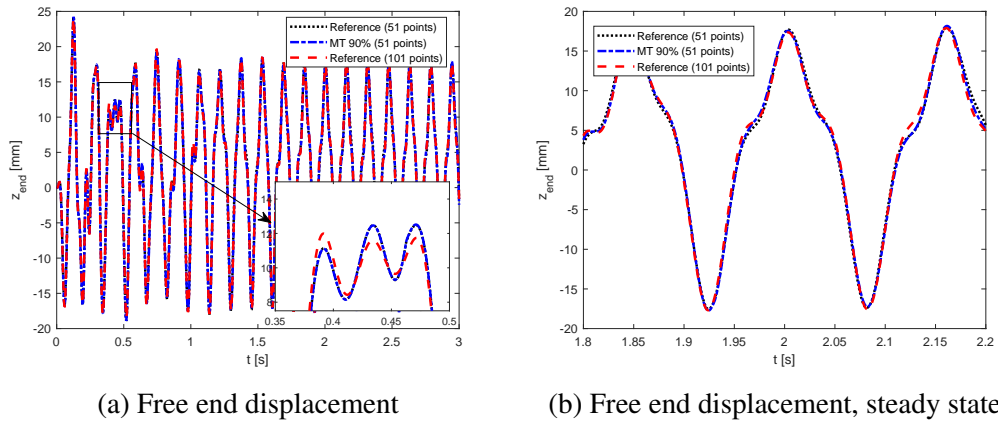 25
20
15
10
5
0
-5
-10
-15
-20
z_end [mm]
Reference (51 points)
MT 90% (51 points)
Reference (101 points)
14
12
10
8
0.35 0.4 0.45 0.5
0 0.5 1 1.5 2 2.5 3
t [s]
(a) Free end displacement
20
15
10
5
0
-5
-10
-15
-20
z_end [mm]
Reference (51 points)
MT 90% (51 points)
Reference (101 points)
1.8 1.85 1.9 1.95 2 2.05 2.1 2.15 2.2
t [s]
(b) Free end displacement, steady state